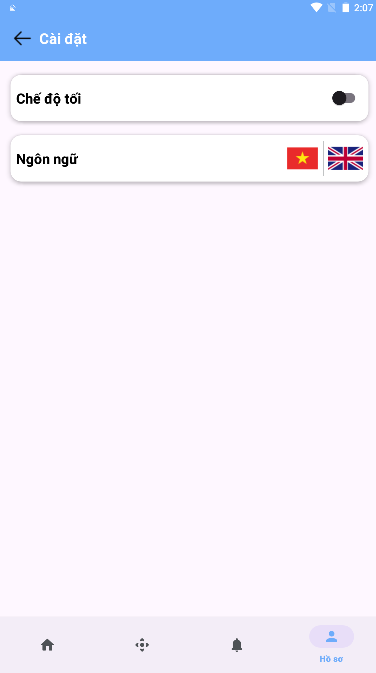 2:07
Cài đặt
Chế độ tối
Ngôn ngữ
Hồ sơ